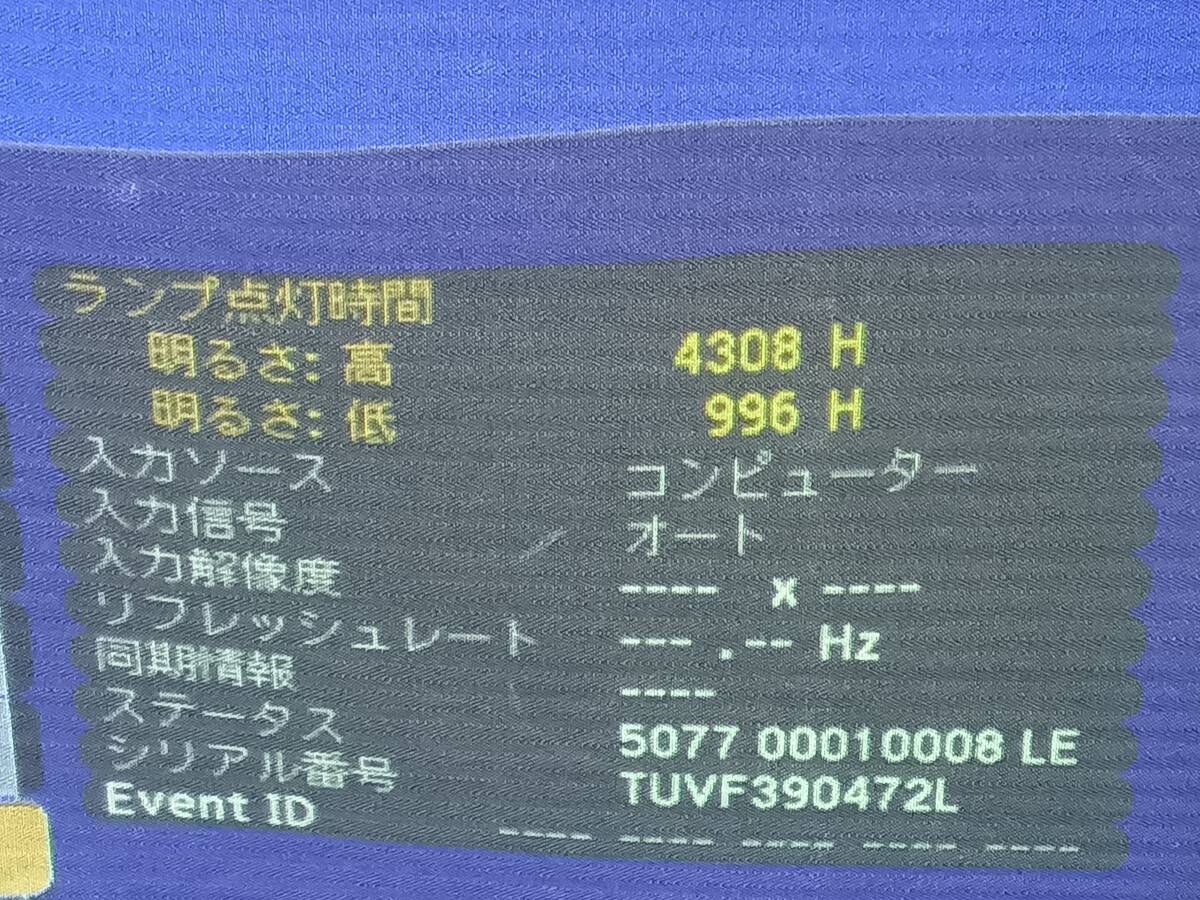 ランプ点灯時間
明るさ: 高 4308 H
明るさ: 低 996 H
入力ソース コンピューター
入力信号 オート
入力解像度 ---- x ----
リフレッシュレート ---.-- Hz
同期情報 ----
ステータス 5077 00010008 LE
シリアル番号 TUVF390472L
Event ID ---- ---- ---- ---- ----